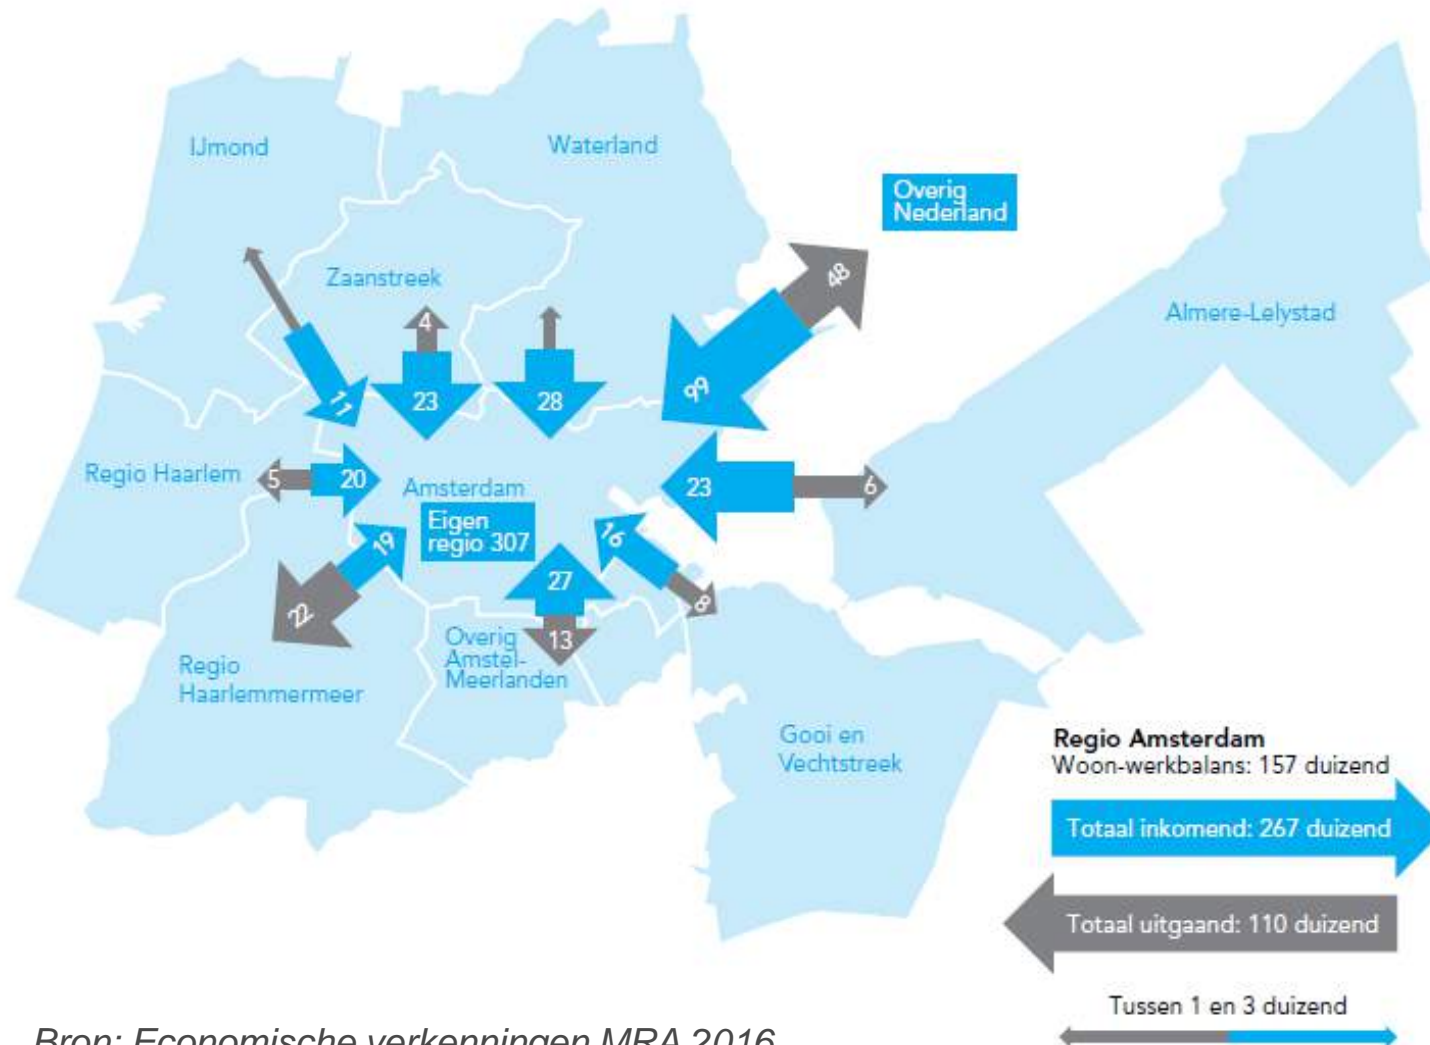 IJmond
Waterland
Overig
Nederland
48
Zaanstreek
Almere-Lelystad
4
99
11
23
28
Regio Haarlem
5
20
Amsterdam
23
6
Eigen
regio 307
19
16
27
22
8
13
Overig
Amstel-
Meerlanden
Regio
Haarlemmermeer
Gooi en
Vechtstreek
Regio Amsterdam
Woon-werkbalans: 157 duizend
Totaal inkomend: 267 duizend
Totaal uitgaand: 110 duizend
Tussen 1 en 3 duizend
Bron: Economische verkenningen MRA 2016